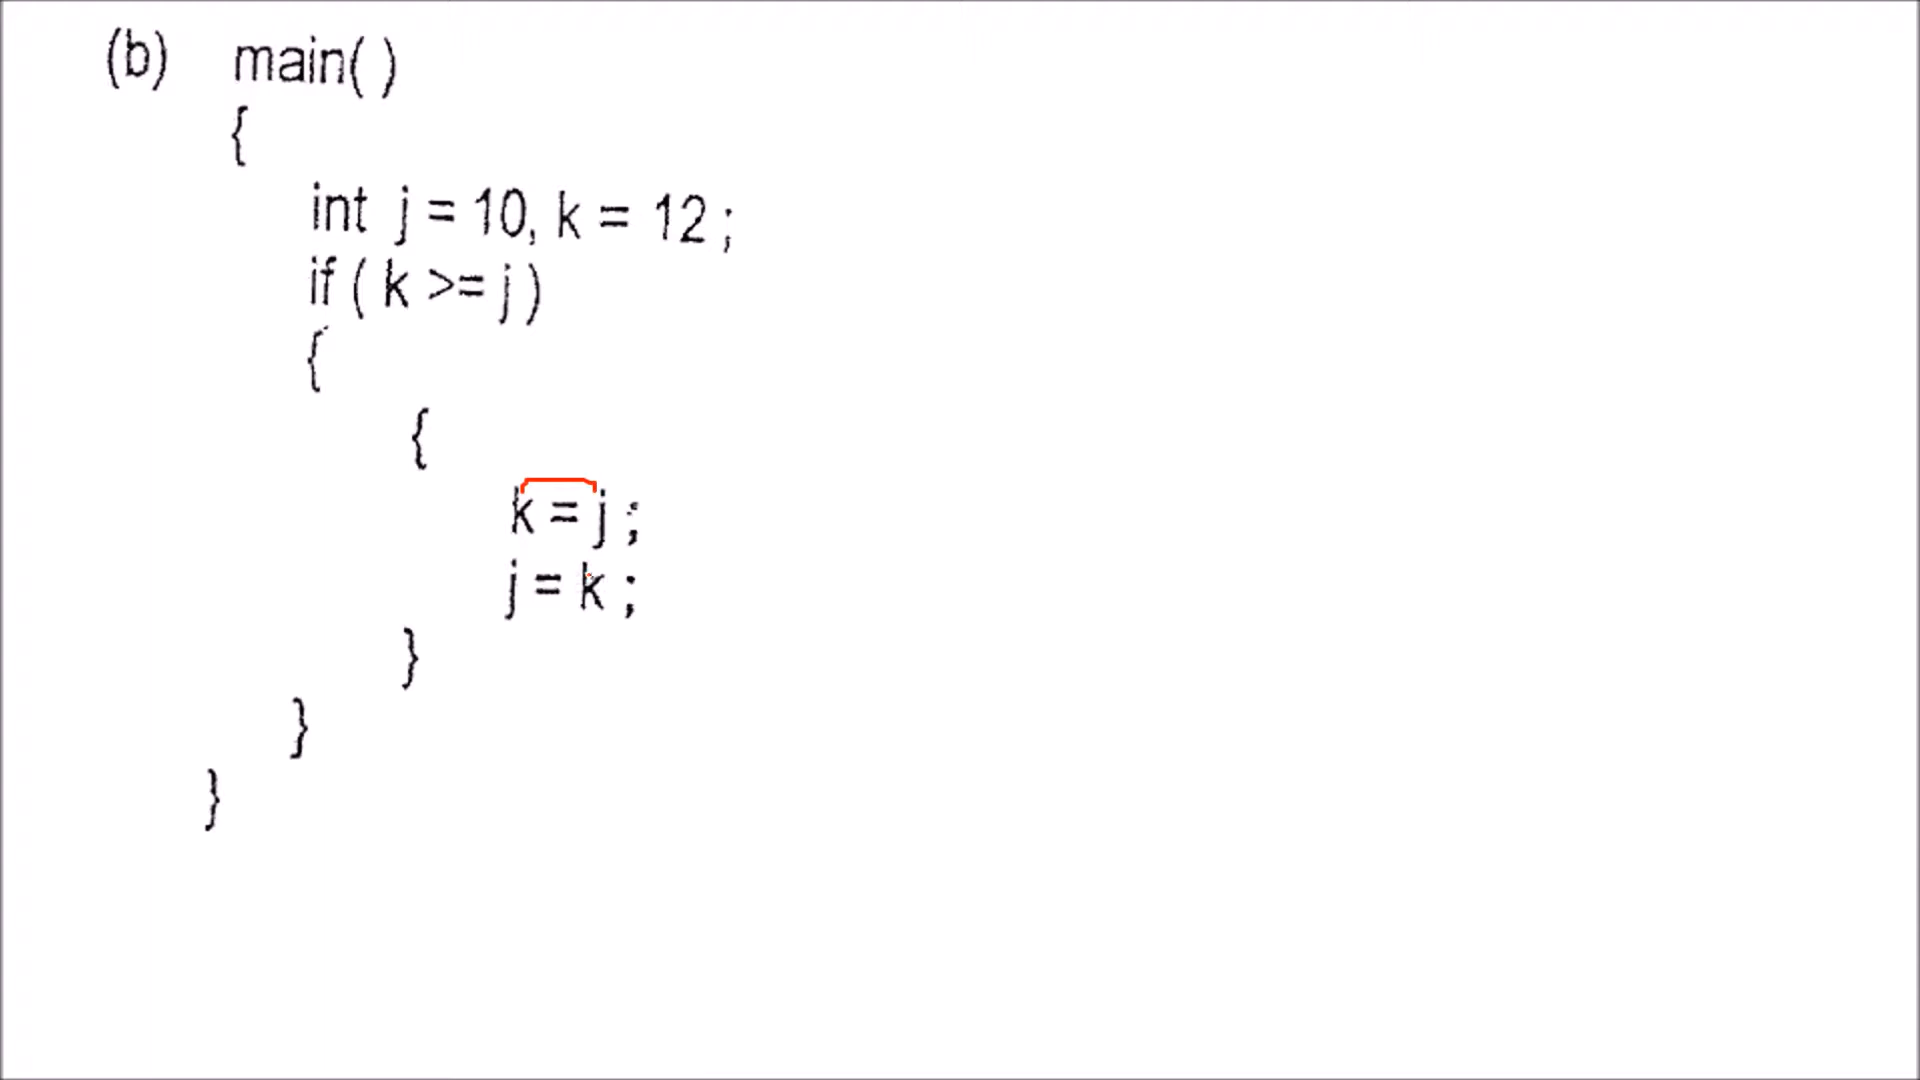 (b) main( )
{
int j = 10, k = 12 ;
if ( k >= j )
{
{
k = j ;
j = k ;
}
}
}